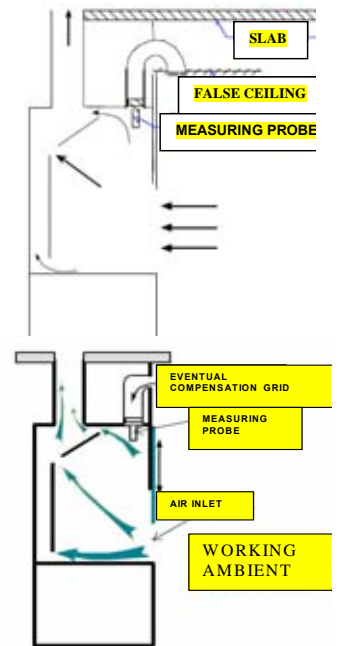 SLAB
FALSE CEILING
MEASURING PROBE
EVENTUAL
COMPENSATION GRID
MEASURING
PROBE
AIR INLET
WORKING
AMBIENT